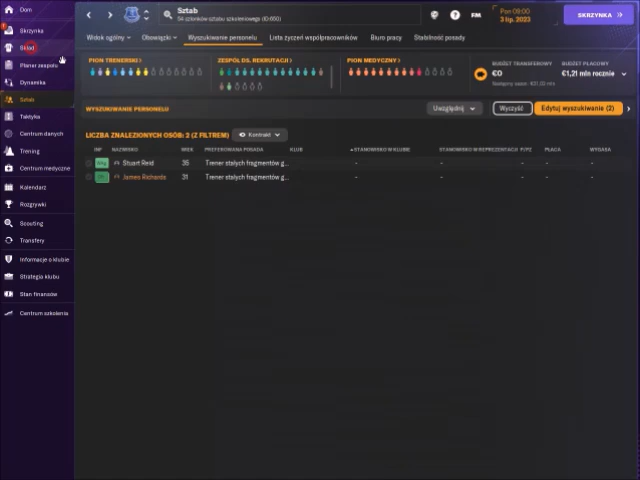 Dom
Skrzynka
Skład
Planer zespołu
Dynamika
Sztab
Taktyka
Centrum danych
Trening
Centrum medyczne
Kalendarz
Rozgrywki
Scouting
Transfery
Informacje o klubie
Strategia klubu
Stan finansów
Centrum szkolenia
Sztab
54 członków sztabu szkoleniowego (ID:650)
FM
Pon 09:00
3 lip. 2023
SKRZYNKA
Widok ogólny
Obowiązki
Wyszukiwanie personelu
Lista życzeń współpracowników
Biuro pracy
Stabilność posady
PION TRENERSKI
ZESPÓŁ DS. REKRUTACJI
PION MEDYCZNY
BUDŻET TRANSFEROWY
€0
BUDŻET PŁACOWY
€1,21 mln rocznie
WYSZUKIWANIE PERSONELU
Uwzględnij
Wyczyść
Edytuj wyszukiwanie (2)
LICZBA ZNALEZIONYCH OSÓB: 2 (Z FILTREM)
Kontrakt
INF NAZWISKO WIEK PREFEROWANA POSADA KLUB STANOWISKO W KLUBIE STANOWISKO W REPREZENTACJI PŁACA WYGASA
Stuart Reid 35 Trener stałych fragmentów g... - - - - -
James Richards 31 Trener stałych fragmentów g... - - - - -